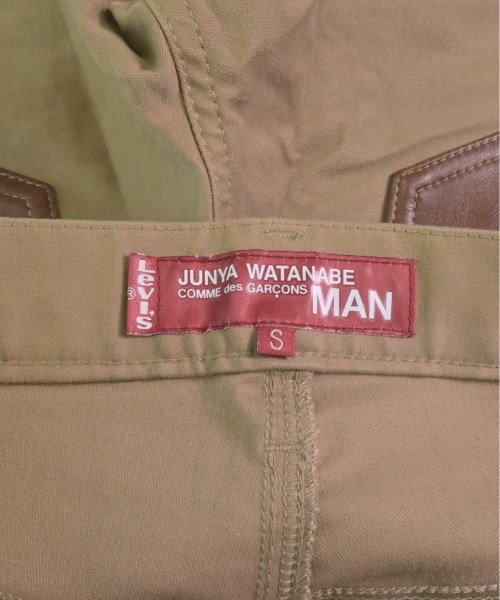 Levi's
®
JUNYA WATANABE
COMME des GARÇONS MAN
S